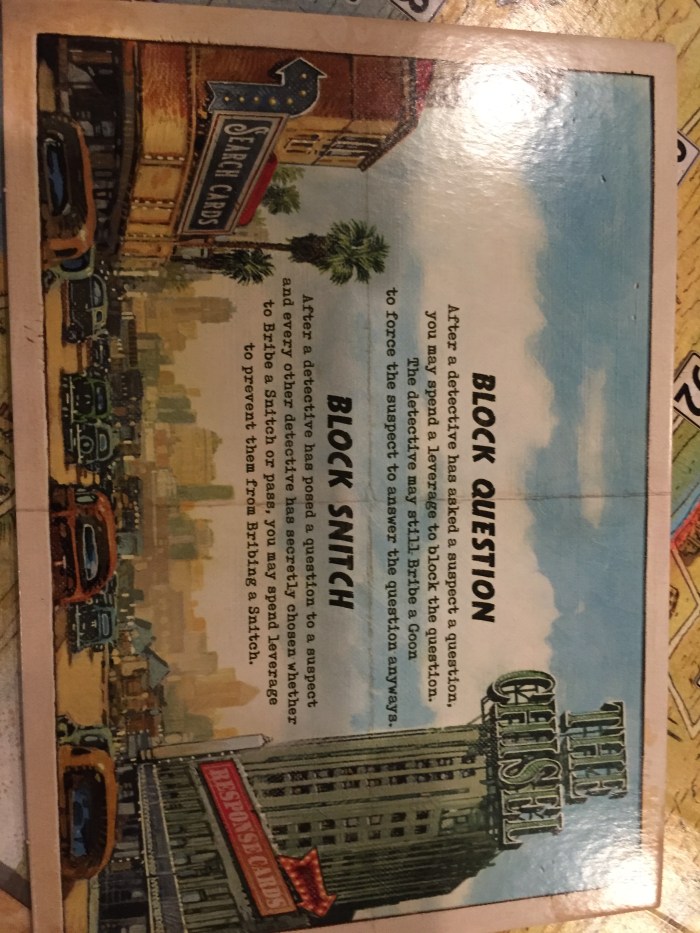 THE
CHISEL
BLOCK QUESTION
After a detective has asked a suspect a question,
you may spend a leverage to block the question.
The detective may still Bribe a Goon
to force the suspect to answer the question anyways.
BLOCK SNITCH
After a detective has posed a question to a suspect
and every other detective has secretly chosen whether
to Bribe a Snitch or pass, you may spend leverage
to prevent them from Bribing a Snitch.
SEARCH CARDS
RESPONSE CARDS